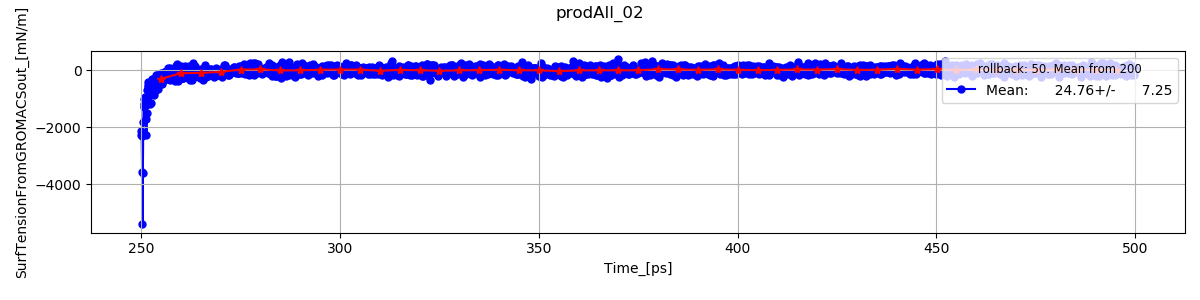 prodAll_02
SurfTensionFromGROMACSout_[mN/m]
0
−2000
−4000
rollback: 50. Mean from 200
Mean: 24.76+/- 7.25
250
300
350
400
450
500
Time_[ps]